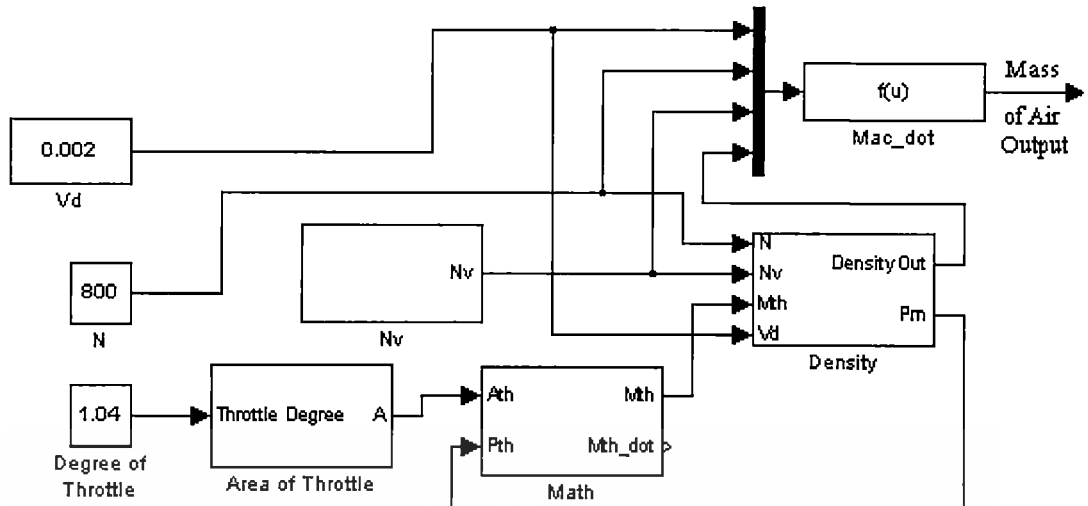 0.002
Vd
f(u)
Mac_dot
Mass
of Air
Output
800
N
Nv
Nv
N
Nv
Mth
Vd
Density Out
Pm
Density
1.04
Degree of
Throttle
Throttle Degree
A
Area of Throttle
Ath
Pth
Mth
Mth_dot
Math